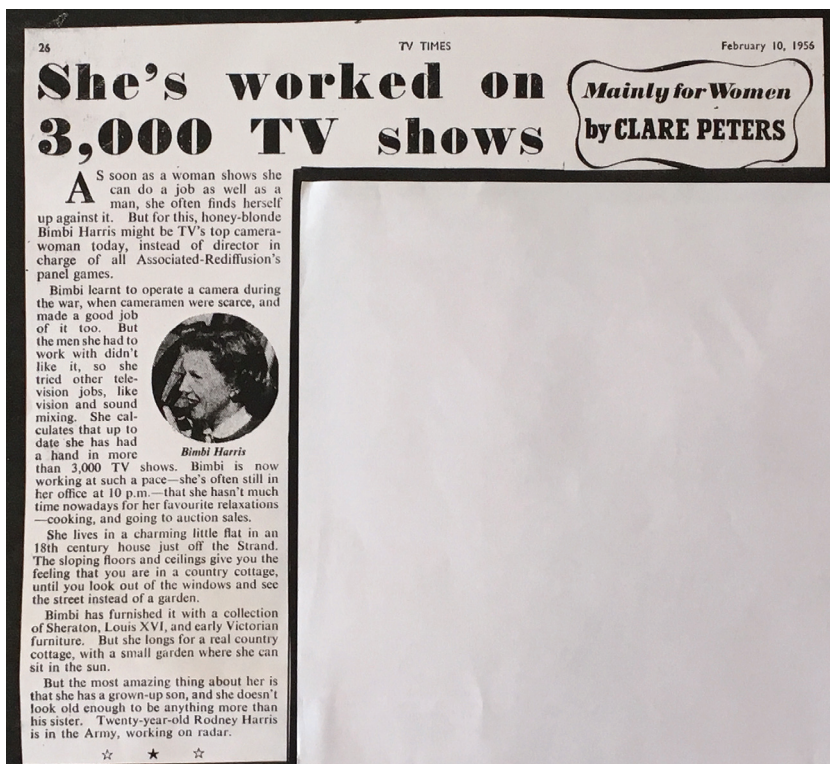 26
TV TIMES
February 10, 1956
She's worked on
3,000 TV shows
Mainly for Women
by CLARE PETERS
AS soon as a woman shows she
can do a job as well as a
man, she often finds herself
up against it. But for this, honey-blonde
Bimbi Harris might be TV's top camera-
woman today, instead of director in
charge of all Associated-Rediffusion's
panel games.
Bimbi learnt to operate a camera during
the war, when cameramen were scarce, and
made a good job
of it too. But
the men she had to
work with didn't
like it, so she
tried other tele-
vision jobs, like
vision and sound
mixing. She cal-
culates that up to
date she has had
a hand in more
Bimbi Harris
than 3,000 TV shows. Bimbi is now
working at such a pace—she's often still in
her office at 10 p.m.—that she hasn't much
time nowadays for her favourite relaxations
—cooking, and going to auction sales.
She lives in a charming little flat in an
18th century house just off the Strand.
The sloping floors and ceilings give you the
feeling that you are in a country cottage,
until you look out of the windows and see
the street instead of a garden.
Bimbi has furnished it with a collection
of Sheraton, Louis XVI, and early Victorian
furniture. But she longs for a real country
cottage, with a small garden where she can
sit in the sun.
But the most amazing thing about her is
that she has a grown-up son, and she doesn't
look old enough to be anything more than
his sister. Twenty-year-old Rodney Harris
is in the Army, working on radar.